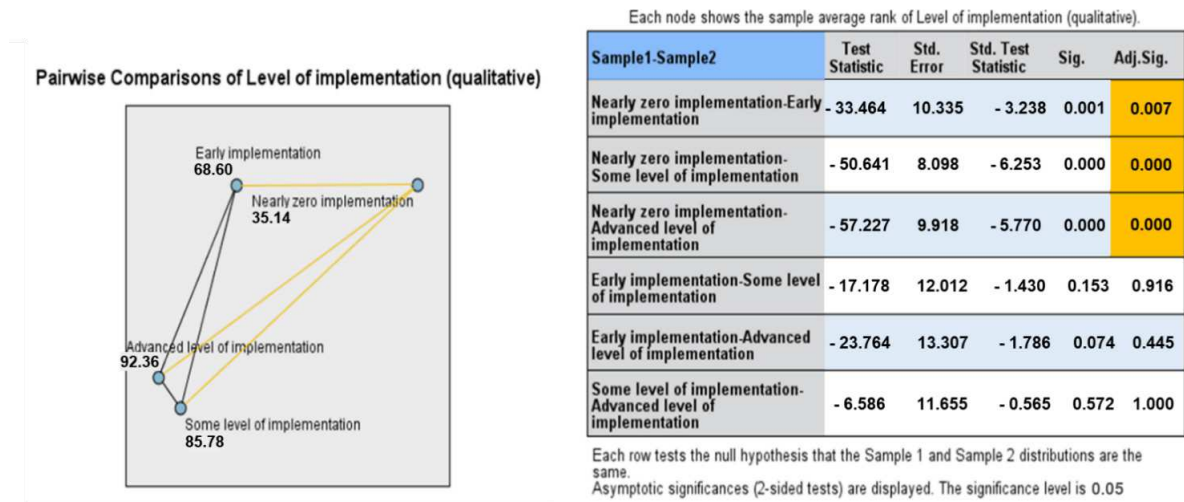 Pairwise Comparisons of Level of implementation (qualitative)
Early implementation
68.60
Nearly zero implementation
35.14
Advanced level of implementation
92.36
Some level of implementation
85.78
Each node shows the sample average rank of Level of implementation (qualitative).
Sample1-Sample2 Test Statistic Std. Error Std. Test Statistic Sig. Adj.Sig.
Nearly zero implementation-Early implementation - 33.464 10.335 - 3.238 0.001 0.007
Nearly zero implementation-Some level of implementation - 50.641 8.098 - 6.253 0.000 0.000
Nearly zero implementation-Advanced level of implementation - 57.227 9.918 - 5.770 0.000 0.000
Early implementation-Some level of implementation - 17.178 12.012 - 1.430 0.153 0.916
Early implementation-Advanced level of implementation - 23.764 13.307 - 1.786 0.074 0.445
Some level of implementation-Advanced level of implementation - 6.586 11.655 - 0.565 0.572 1.000
Each row tests the null hypothesis that the Sample 1 and Sample 2 distributions are the
same.
Asymptotic significances (2-sided tests) are displayed. The significance level is 0.05